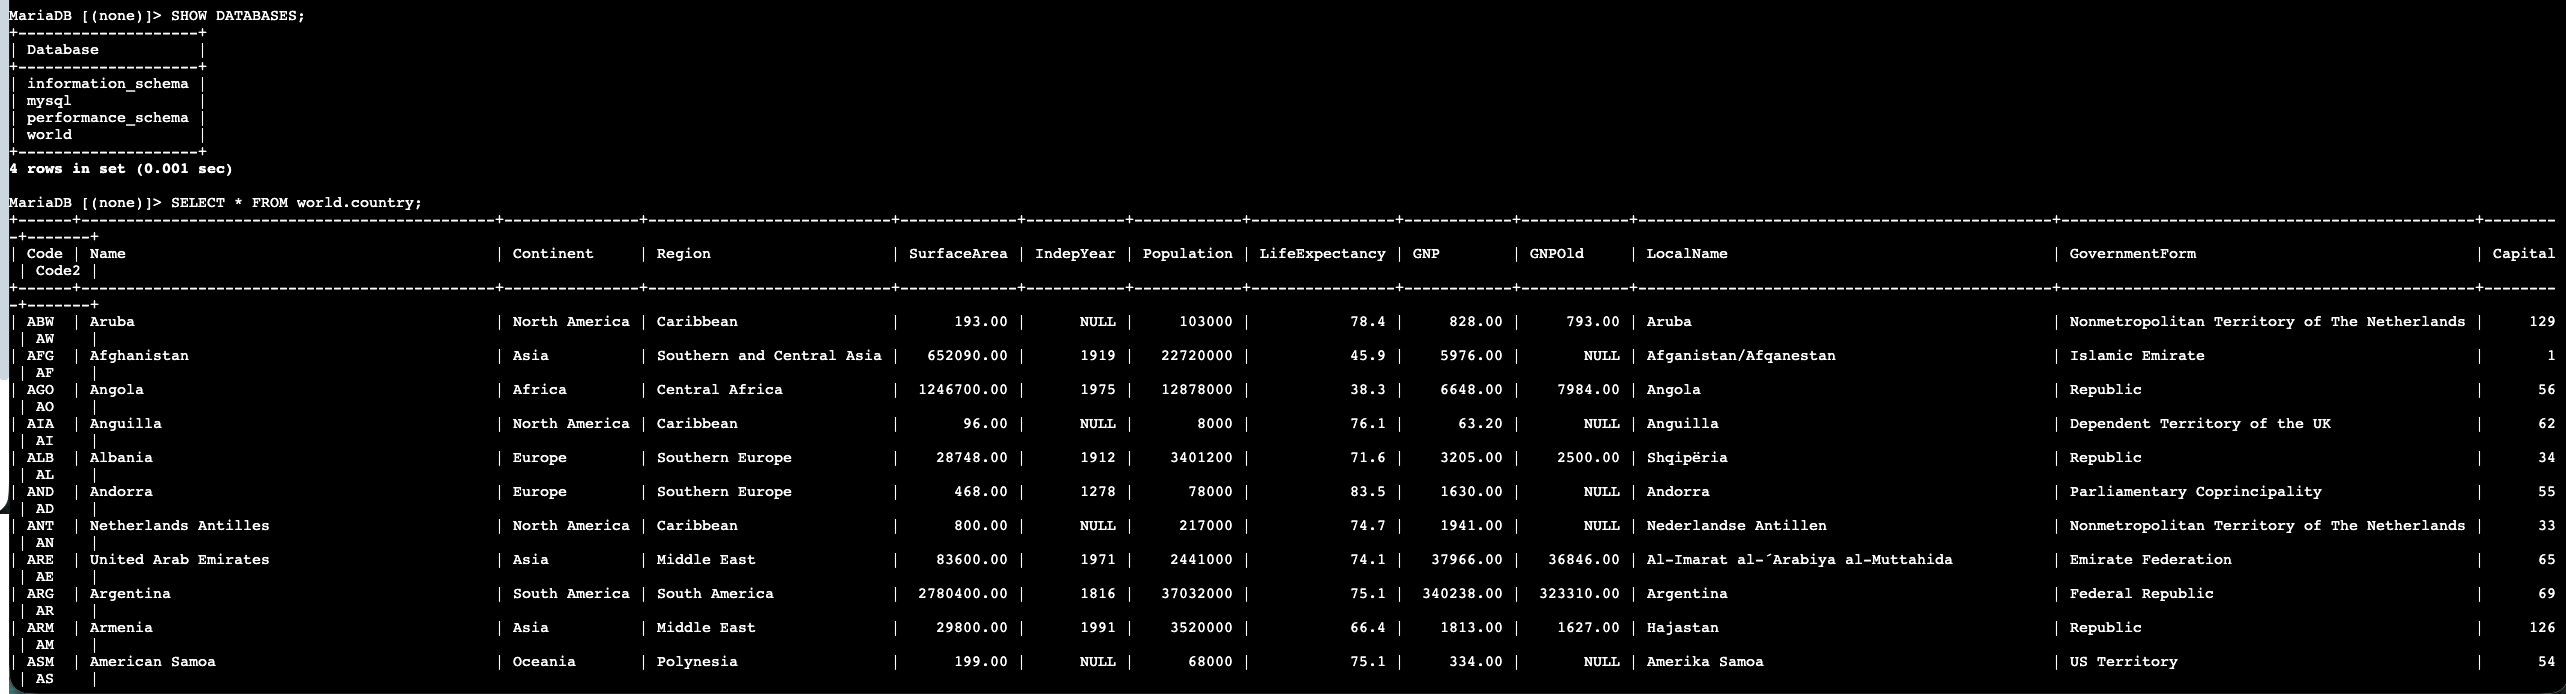 MariaDB [(none)]> SHOW DATABASES;
+--------------------+
| Database           |
+--------------------+
| information_schema |
| mysql              |
| performance_schema |
| world              |
+--------------------+
4 rows in set (0.001 sec)

MariaDB [(none)]> SELECT * FROM world.country;
+------+----------------------------------------------+---------------+---------------------------+-------------+-----------+------------+----------------+------------+------------+----------------------------------------------+----------------------------------------------+--------
-+-------+
| Code | Name                                         | Continent     | Region                    | SurfaceArea | IndepYear | Population | LifeExpectancy | GNP        | GNPOld     | LocalName                                    | GovernmentForm                               | Capital
 | Code2 |
+------+----------------------------------------------+---------------+---------------------------+-------------+-----------+------------+----------------+------------+------------+----------------------------------------------+----------------------------------------------+--------
-+-------+
| ABW  | Aruba                                        | North America | Caribbean                 |      193.00 |      NULL |     103000 |           78.4 |     828.00 |     793.00 | Aruba                                        | Nonmetropolitan Territory of The Netherlands |     129
 | AW    |
| AFG  | Afghanistan                                  | Asia          | Southern and Central Asia |   652090.00 |      1919 |   22720000 |           45.9 |    5976.00 |       NULL | Afganistan/Afqanestan                        | Islamic Emirate                              |       1
 | AF    |
| AGO  | Angola                                       | Africa        | Central Africa            |  1246700.00 |      1975 |   12878000 |           38.3 |    6648.00 |    7984.00 | Angola                                       | Republic                                     |      56
 | AO    |
| AIA  | Anguilla                                     | North America | Caribbean                 |       96.00 |      NULL |       8000 |           76.1 |      63.20 |       NULL | Anguilla                                     | Dependent Territory of the UK                |      62
 | AI    |
| ALB  | Albania                                      | Europe        | Southern Europe           |    28748.00 |      1912 |    3401200 |           71.6 |    3205.00 |    2500.00 | Shqipëria                                    | Republic                                     |      34
 | AL    |
| AND  | Andorra                                      | Europe        | Southern Europe           |      468.00 |      1278 |      78000 |           83.5 |    1630.00 |       NULL | Andorra                                      | Parliamentary Coprincipality                 |      55
 | AD    |
| ANT  | Netherlands Antilles                         | North America | Caribbean                 |      800.00 |      NULL |     217000 |           74.7 |    1941.00 |       NULL | Nederlandse Antillen                         | Nonmetropolitan Territory of The Netherlands |      33
 | AN    |
| ARE  | United Arab Emirates                         | Asia          | Middle East               |    83600.00 |      1971 |    2441000 |           74.1 |   37966.00 |   36846.00 | Al-Imarat al-´Arabiya al-Muttahida           | Emirate Federation                           |      65
 | AE    |
| ARG  | Argentina                                    | South America | South America             |  2780400.00 |      1816 |   37032000 |           75.1 |  340238.00 |  323310.00 | Argentina                                    | Federal Republic                             |      69
 | AR    |
| ARM  | Armenia                                      | Asia          | Middle East               |    29800.00 |      1991 |    3520000 |           66.4 |    1813.00 |    1627.00 | Hajastan                                     | Republic                                     |     126
 | AM    |
| ASM  | American Samoa                               | Oceania       | Polynesia                 |      199.00 |      NULL |      68000 |           75.1 |     334.00 |       NULL | Amerika Samoa                                | US Territory                                 |      54
 | AS    |